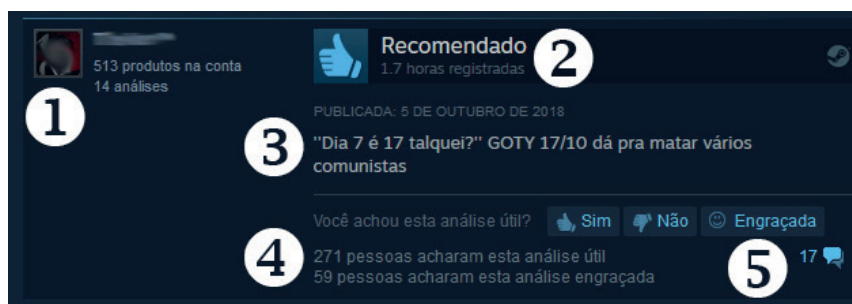 Recomendado
1.7 horas registradas
2
513 produtos na conta
14 análises
1
PUBLICADA: 5 DE OUTUBRO DE 2018
3
"Dia 7 é 17 talquei?" GOTY 17/10 dá pra matar vários
comunistas
Você achou esta análise útil? Sim Não Engraçada
4
271 pessoas acharam esta análise útil
59 pessoas acharam esta análise engraçada
5
17